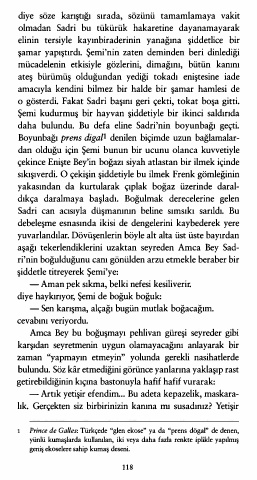 diye söze karıştığı sırada, sözünü tamamlamaya vakit
olmadan Sadri bu tükürük hakaretine dayanamayarak
elinin tersiyle kayınbiraderinin yanağına şiddetlice bir
şamar yapıştırdı. Şemi'nin zaten deminden beri dinlediği
mücadelenin etkisiyle gözlerini, dimağını, bütün kanını
ateş bürümüş olduğundan yediği tokadı eniştesine iade
amacıyla kendini bilmez bir halde bir şamar hamlesi de
o gösterdi. Fakat Sadri başını geri çekti, tokat boşa gitti.
Şemi kudurmuş bir hayvan şiddetiyle bir ikinci saldırıda
daha bulundu. Bu defa eline Sadri'nin boyunbağı geçti.
Boyunbağı prens digal¹ denilen biçimde uzun bağlamalar-
dan olduğu için Şemi bunun bir ucunu olanca kuvvetiyle
çekince Enişte Bey'in boğazı siyah atlastan bir ilmek içinde
sıkışıverdi. O çekişin şiddetiyle bu ilmek Frenk gömleğinin
yakasından da kurtularak çıplak boğaz üzerinde daral-
dıkça daralmaya başladı. Boğulmak derecelerine gelen
Sadri can acısıyla düşmanının beline sımsıkı sarıldı. Bu
debeleşme esnasında ikisi de dengelerini kaybederek yere
yuvarlandılar. Dövüşenlerin böyle alt alta üst üste bayırdan
aşağı tekerlendiklerini uzaktan seyreden Amca Bey Sad-
ri'nin boğulduğunu canı gönülden arzu etmekle beraber bir
şiddetle titreyerek Şemi'ye:
— Aman pek sıkma, belki nefesi kesiliverir.
diye haykırıyor, Şemi de boğuk boğuk:
— Sen karışma, alçağı bugün mutlak boğacağım.
cevabını veriyordu.
Amca Bey bu boğuşmayı pehlivan güreşi seyreder gibi
karşıdan seyretmenin uygun olamayacağını anlayarak bir
zaman "yapmayın etmeyin" yolunda gerekli nasihatlerde
bulundu. Söz kâr etmediğini görünce yanlarına yaklaşıp rast
getirebildiğinin kıçına bastonuyla hafif hafif vurarak:
— Artık yetişir efendim... Bu adeta kepazelik, maskara-
lık. Gerçekten siz birbirinizin kanına mı susadınız? Yetişir
1 Prince de Galles: Türkçede "glen ekose" ya da "prens dögal" de denen,
yünlü kumaşlarda kullanılan, iki veya daha fazla renkte iplikle yapılmış
geniş ekoselere sahip kumaş deseni.
118